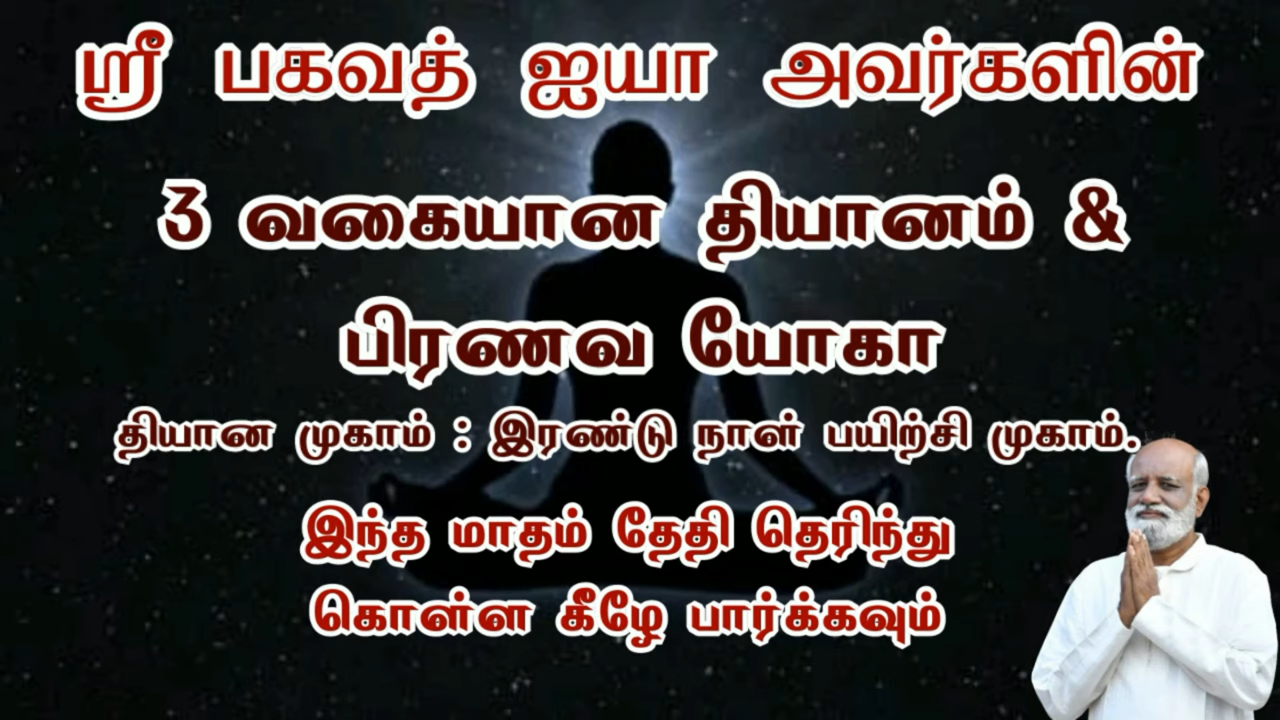 ஸ்ரீ பகவத் ஐயா அவர்களின்
3 வகையான தியானம் &
பிரணவ யோகா
தியான முகாம் : இரண்டு நாள் பயிற்சி முகாம்.
இந்த மாதம் தேதி தெரிந்து
கொள்ள கீழே பார்க்கவும்